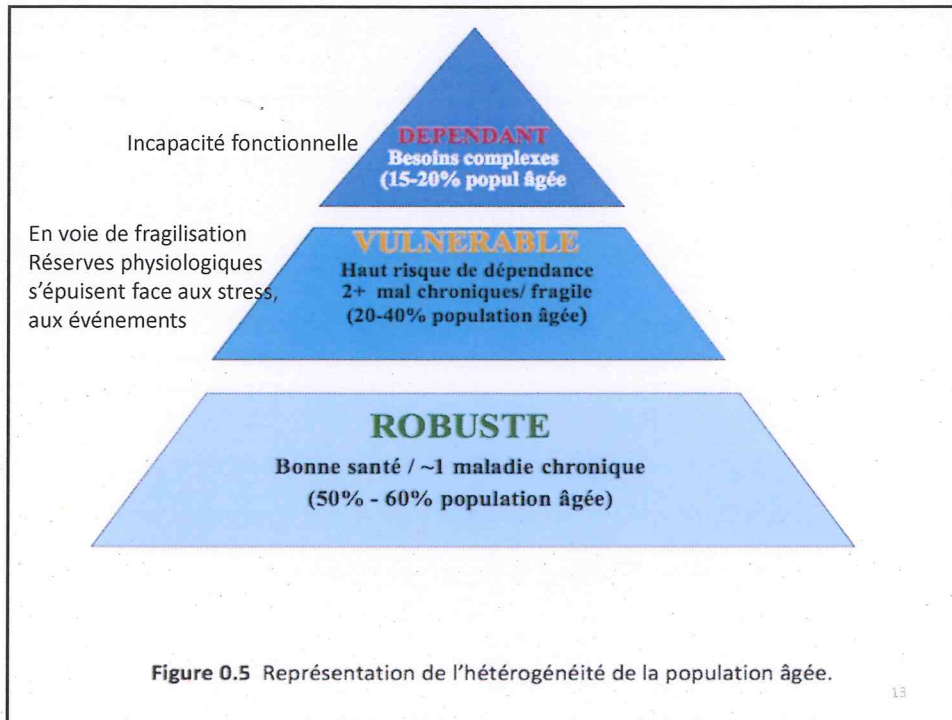 Incapacité fonctionnelle
DEPENDANT
Besoins complexes
(15-20% popul âgée
En voie de fragilisation
Réserves physiologiques
s'épuisent face aux stress,
aux événements
VULNERABLE
Haut risque de dépendance
2+ mal chroniques/ fragile
(20-40% population âgée)
ROBUSTE
Bonne santé / ~1 maladie chronique
(50% - 60% population âgée)
Figure 0.5 Représentation de l'hétérogénéité de la population âgée.
13